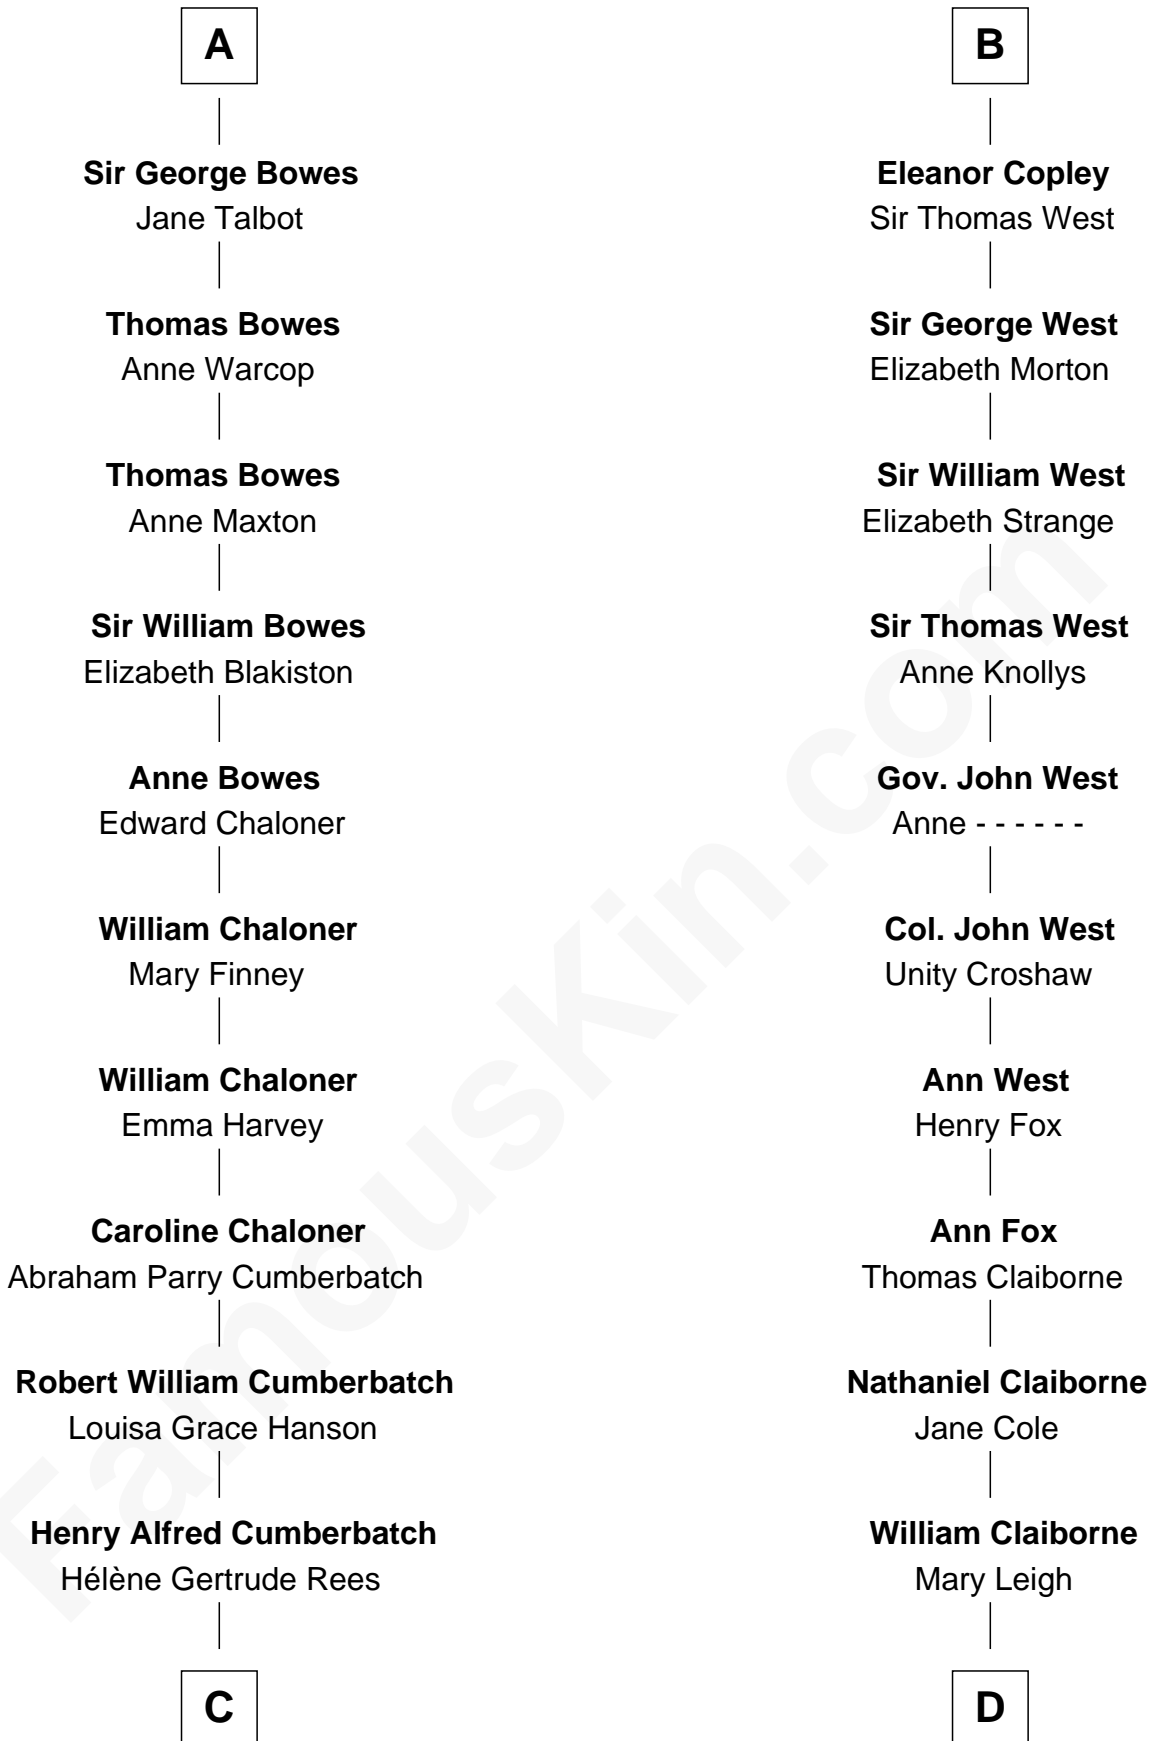 A
Sir George Bowes
Jane Talbot
Thomas Bowes
Anne Warcop
Thomas Bowes
Anne Maxton
Sir William Bowes
Elizabeth Blakiston
Anne Bowes
Edward Chaloner
William Chaloner
Mary Finney
William Chaloner
Emma Harvey
Caroline Chaloner
Abraham Parry Cumberbatch
Robert William Cumberbatch
Louisa Grace Hanson
Henry Alfred Cumberbatch
Hélène Gertrude Rees
C
B
Eleanor Copley
Sir Thomas West
Sir George West
Elizabeth Morton
Sir William West
Elizabeth Strange
Sir Thomas West
Anne Knollys
Gov. John West
Anne - - - - - -
Col. John West
Unity Croshaw
Ann West
Henry Fox
Ann Fox
Thomas Claiborne
Nathaniel Claiborne
Jane Cole
William Claiborne
Mary Leigh
D
FamousKin.com